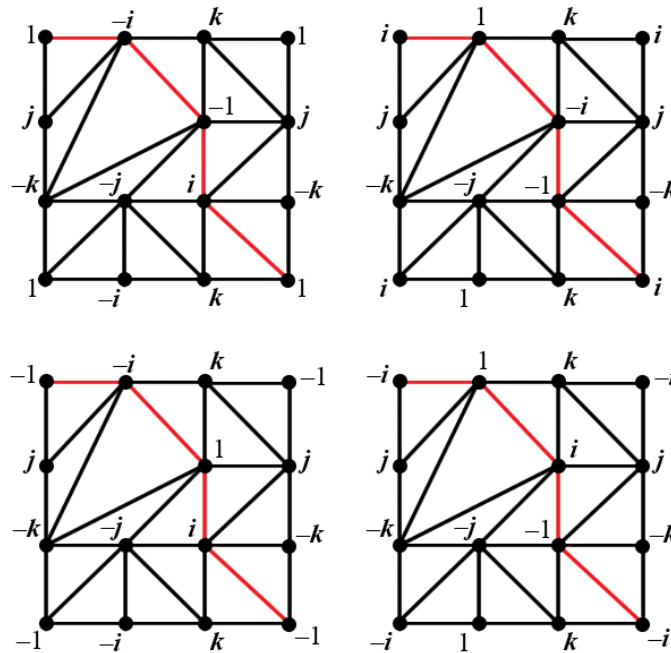 1 –i k 1 i 1 k i
j –1 j j –i j
–k –j i –k –k –j –1 –k
1 –i k 1 i 1 k i
–1 –i k –1 –i 1 k –i
j 1 j j i j
–k –j i –k –k –j –1 –k
–1 –i k –1 –i 1 k –i